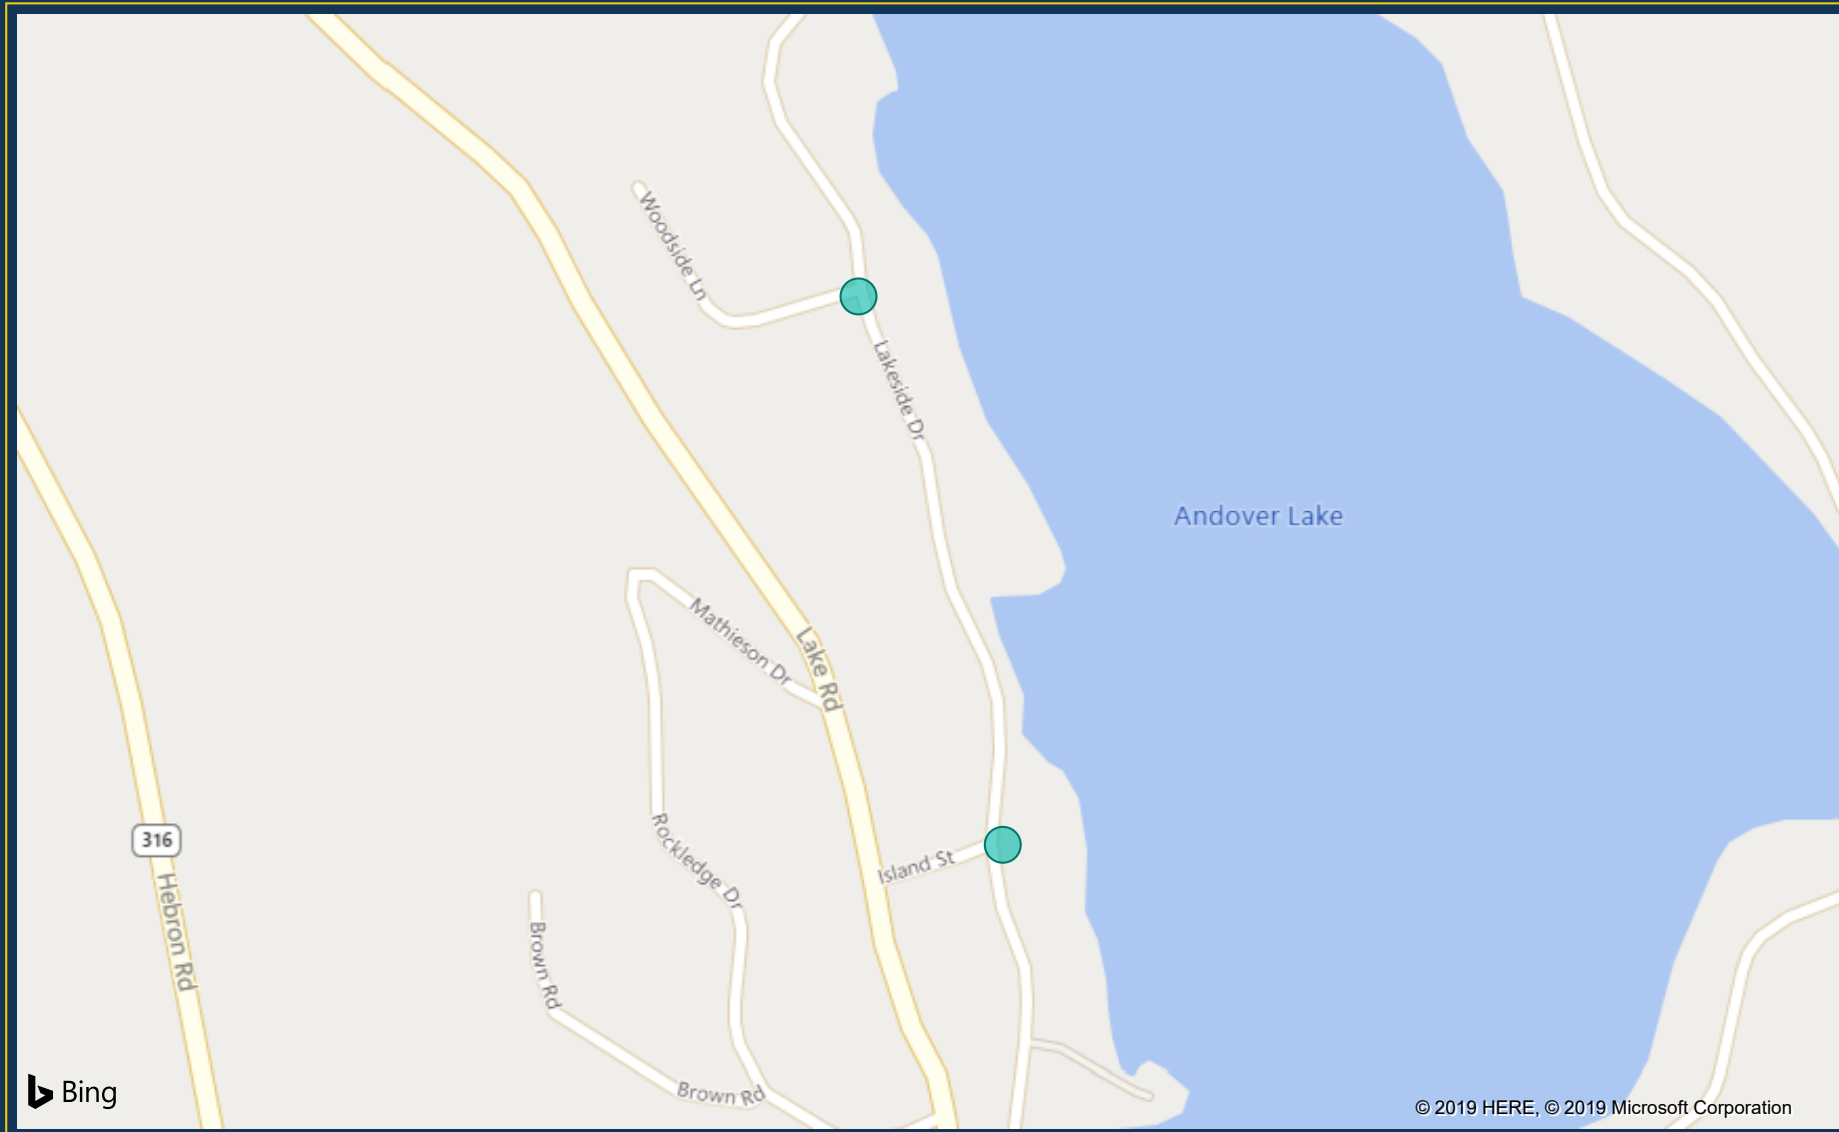 Woodside Ln
Lakeside Dr
Andover Lake
Mathieson Dr
Lake Rd
316
Rockledge Dr
Island St
Hebron Rd
Brown Rd
Brown Rd
Bing
© 2019 HERE, © 2019 Microsoft Corporation